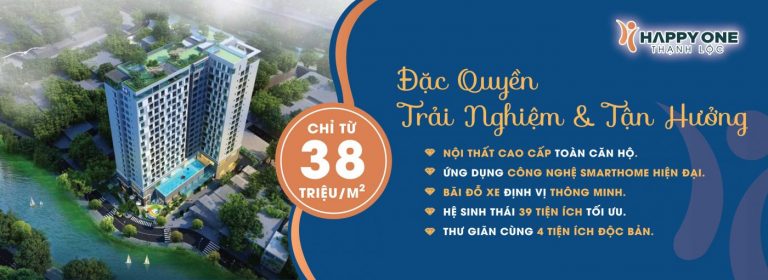 HAPPY ONE
THẠNH LỘC
Đặc Quyền
Trải Nghiệm & Tận Hưởng
CHỈ TỪ
38
TRIỆU/M²
NỘI THẤT CAO CẤP TOÀN CĂN HỘ.
ỨNG DỤNG CÔNG NGHỆ SMARTHOME HIỆN ĐẠI.
BÃI ĐỖ XE ĐỊNH VỊ THÔNG MINH.
HỆ SINH THÁI 39 TIỆN ÍCH TỐI ƯU.
THƯ GIÃN CÙNG 4 TIỆN ÍCH ĐỘC BẢN.